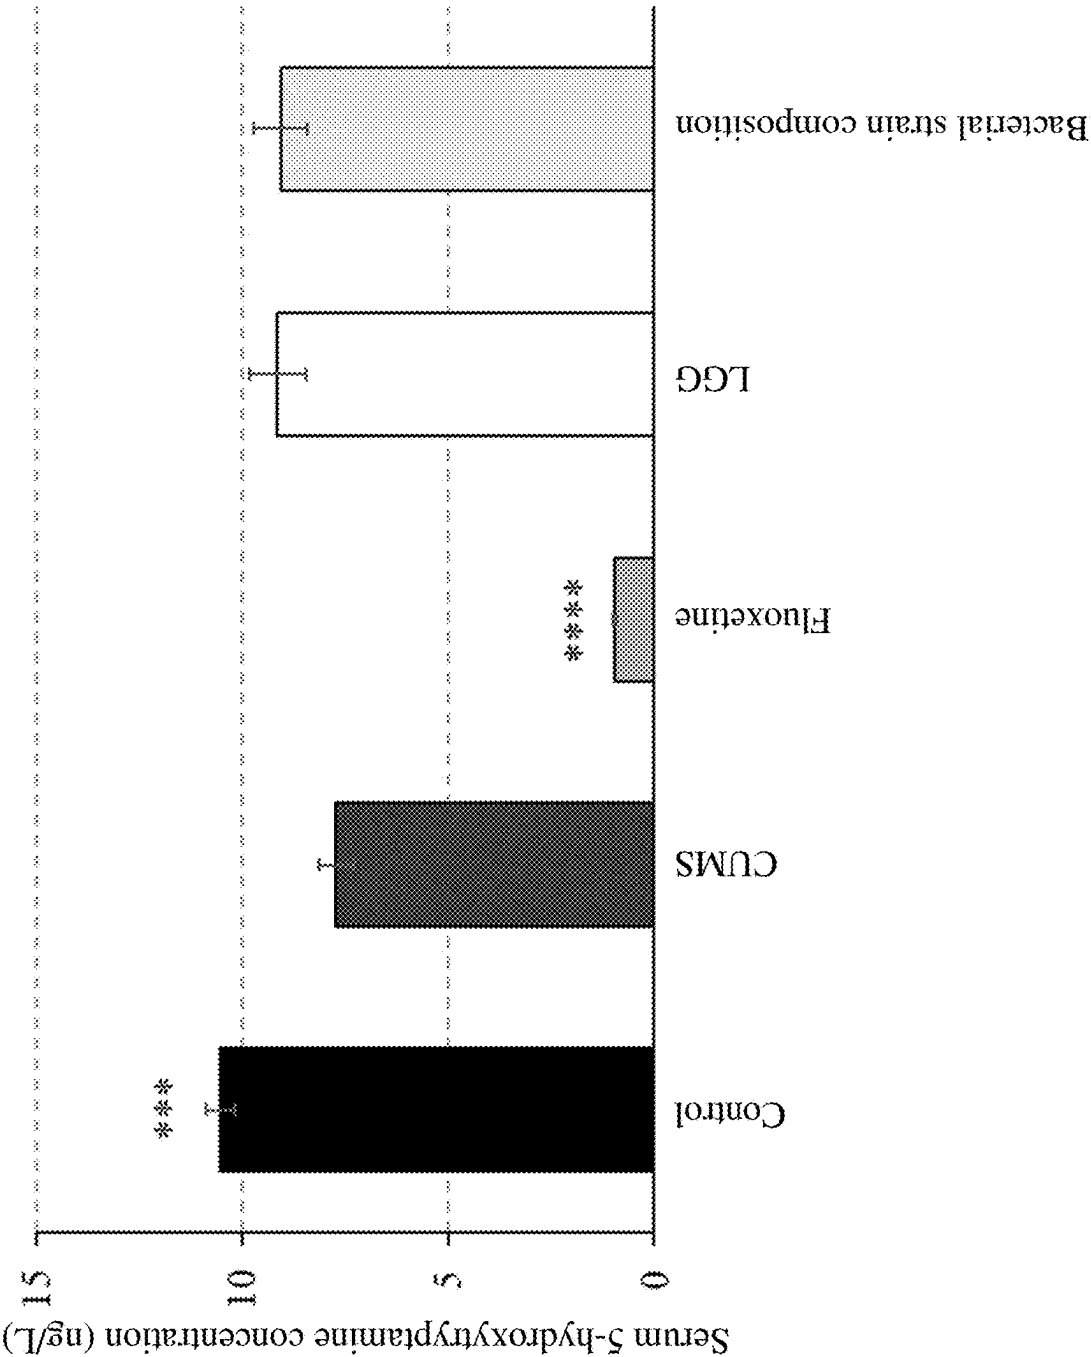 Serum 5-hydroxytryptamine concentration (ng/L)
15
10
5
0
***
****
Control
CUMS
Fluoxetine
LGG
Bacterial strain composition